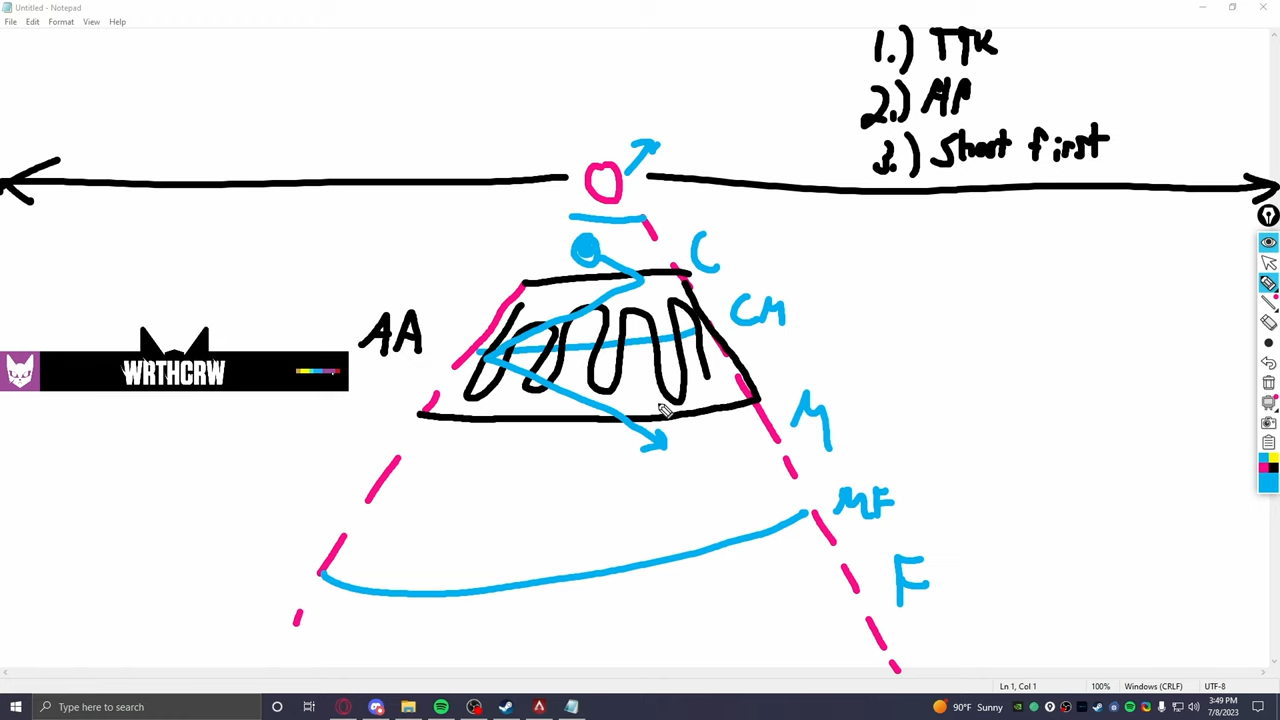 Untitled - Notepad
File Edit Format View Help
1.) TTK
2.) AA
3.) Shoot first
C
CM
AA
WRTHCRW
M
MF
F
Ln 1, Col 1 100% Windows (CRLF) UTF-8
Type here to search
90°F Sunny
3:49 PM
7/8/2023